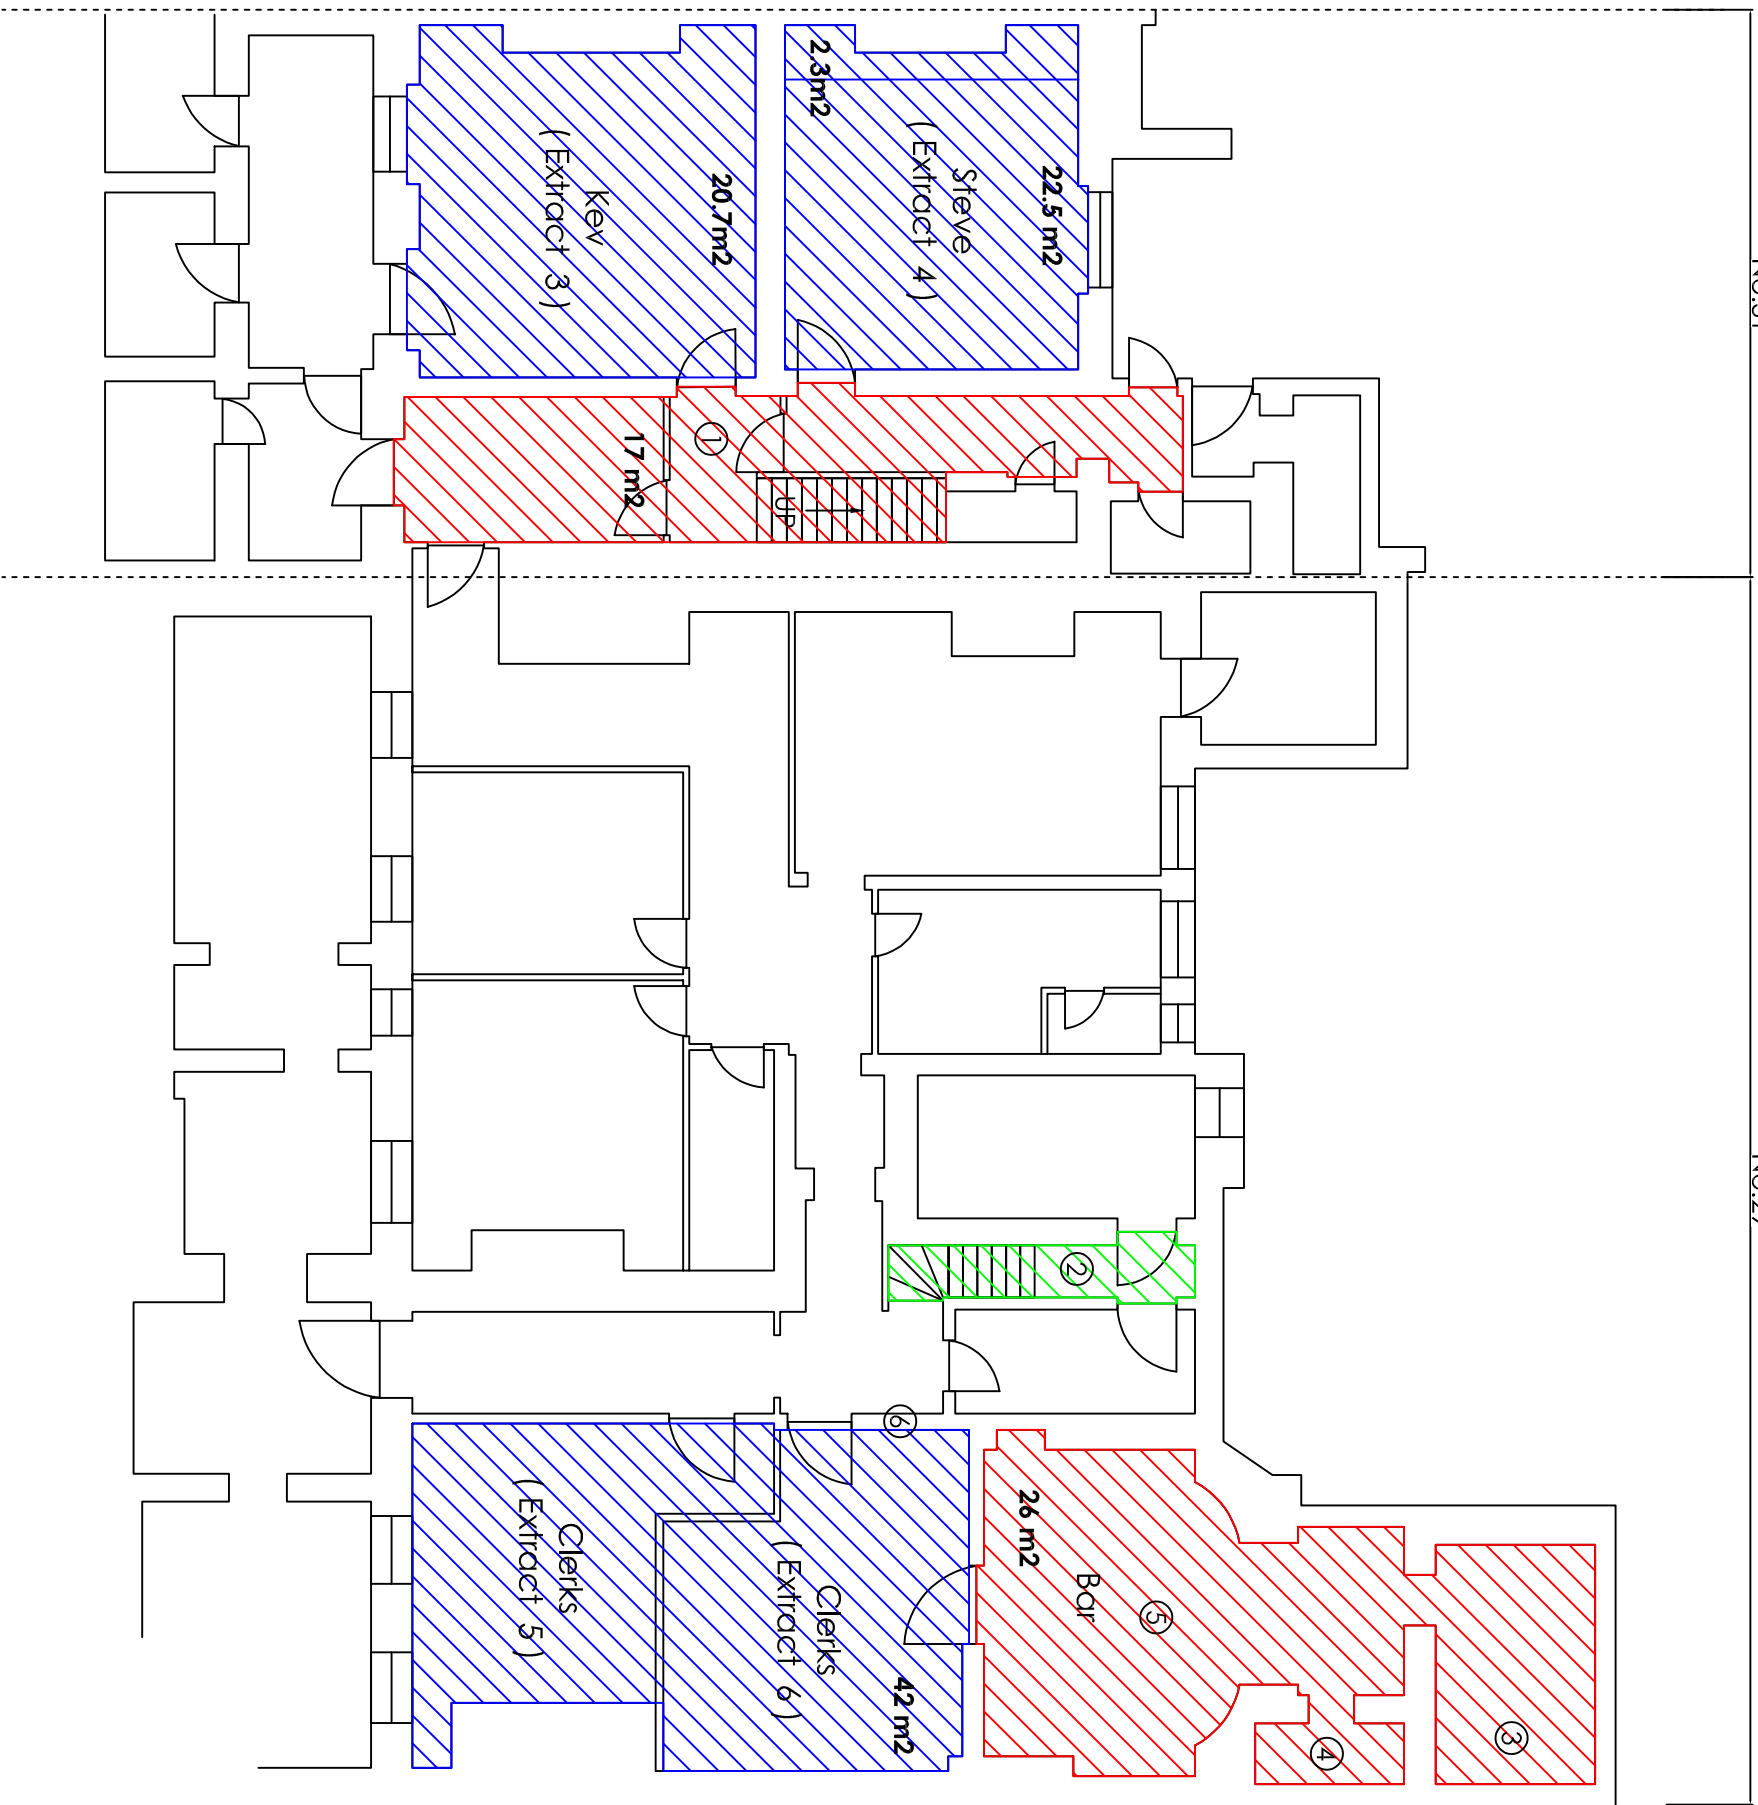 2.3m2
22.5 m2
Steve
( Extract 4 )
20.7m2
Kev
( Extract 3 )
1
17 m2
UP
2
6
26 m2
Bar
5
3
4
Clerks
( Extract 5 )
Clerks
( Extract 6 )
42 m2